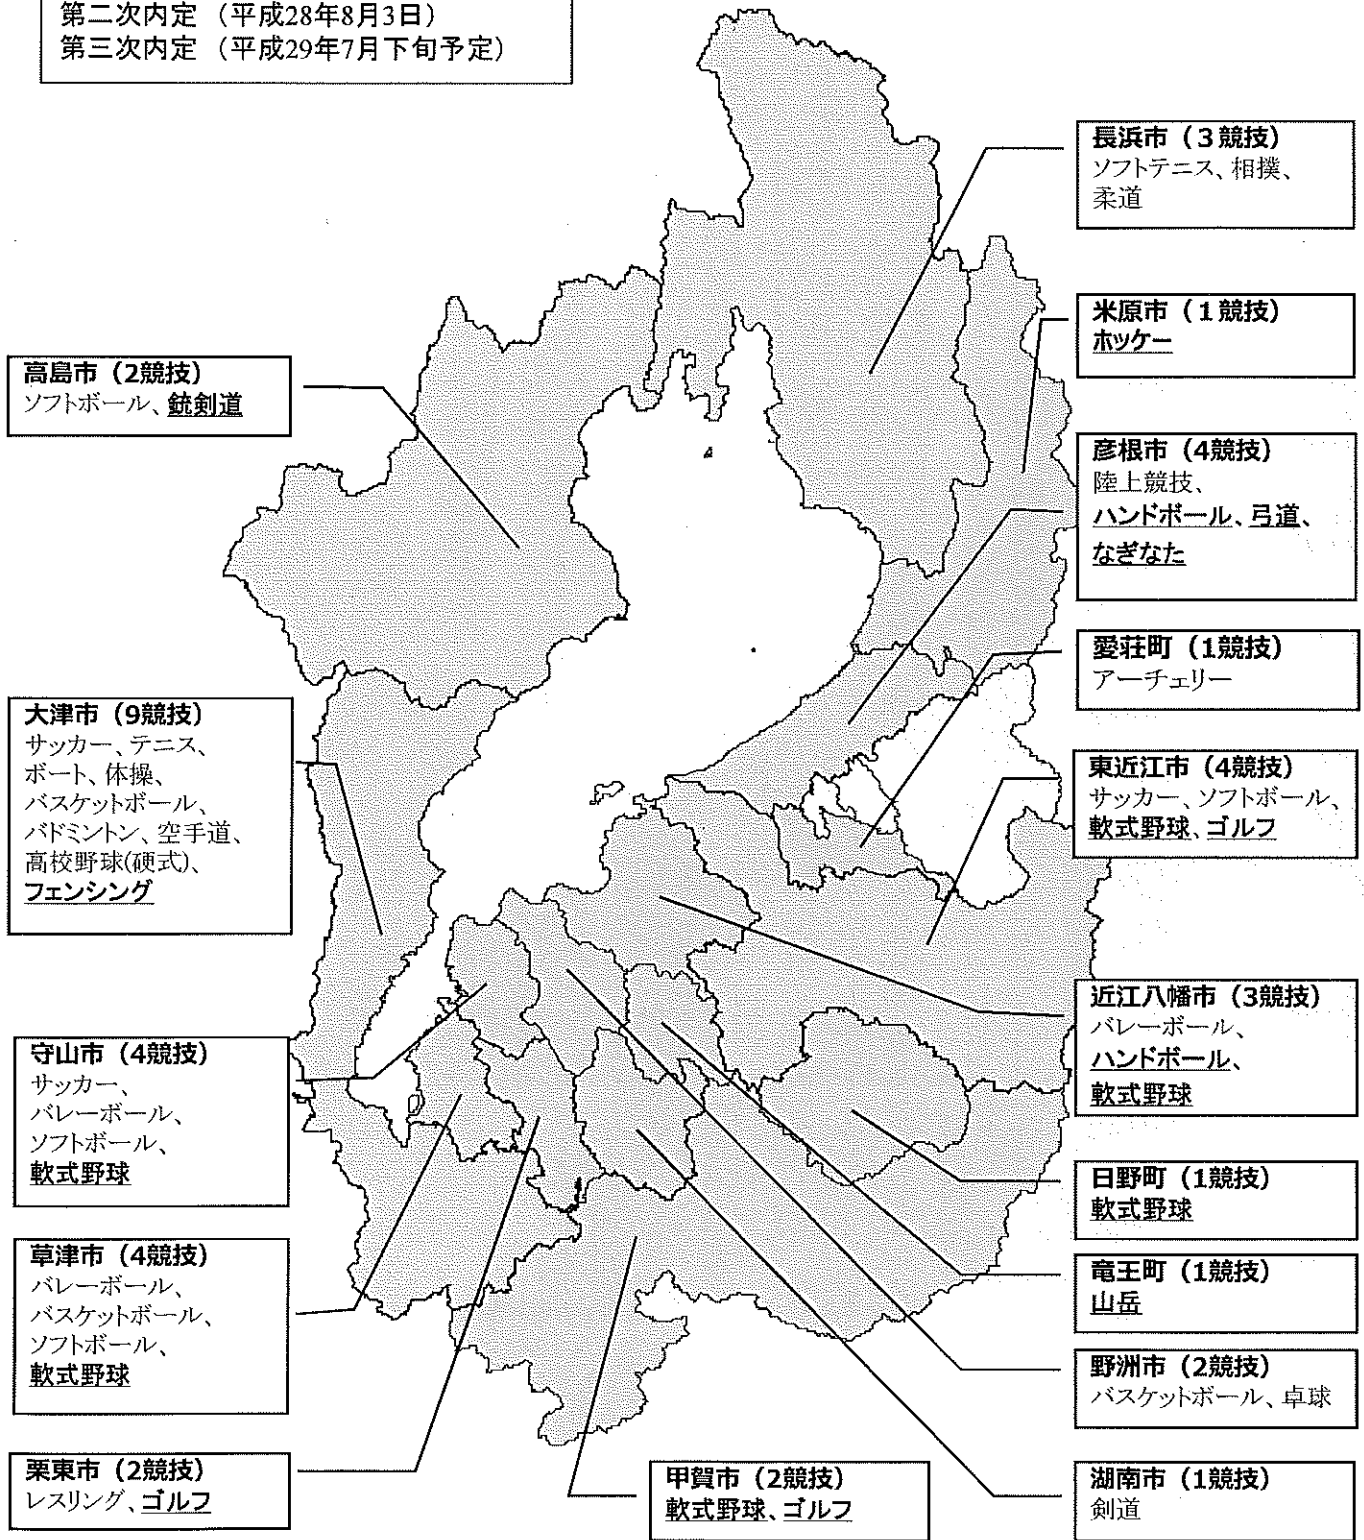 第二次内定 （平成28年8月3日）
第三次内定 （平成29年7月下旬予定）
長浜市（3競技）
ソフトテニス、相撲、
柔道
米原市（1競技）
ホッケー
高島市（2競技）
ソフトボール、銃剣道
彦根市（4競技）
陸上競技、
ハンドボール、弓道、
なぎなた
愛荘町（1競技）
アーチェリー
大津市（9競技）
サッカー、テニス、
ボート、体操、
バスケットボール、
バドミントン、空手道、
高校野球(硬式)、
フェンシング
東近江市（4競技）
サッカー、ソフトボール、
軟式野球、ゴルフ
近江八幡市（3競技）
バレーボール、
ハンドボール、
軟式野球
守山市（4競技）
サッカー、
バレーボール、
ソフトボール、
軟式野球
日野町（1競技）
軟式野球
草津市（4競技）
バレーボール、
バスケットボール、
ソフトボール、
軟式野球
竜王町（1競技）
山岳
野洲市（2競技）
バスケットボール、卓球
栗東市（2競技）
レスリング、ゴルフ
甲賀市（2競技）
軟式野球、ゴルフ
湖南市（1競技）
剣道